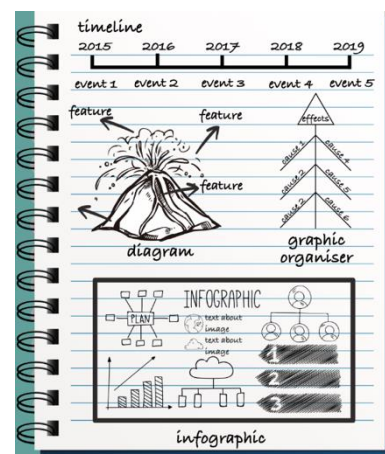 timeline
2015 2016 2017 2018 2019
event 1 event 2 event 3 event 4 event 5
feature feature
effects
cause 1 cause 4
feature
cause 2 cause 5
cause 2 cause 6
diagram
graphic
organiser
INFOGRAPHIC
PLAN
text about
image
text about
image
1
2
3
infographic